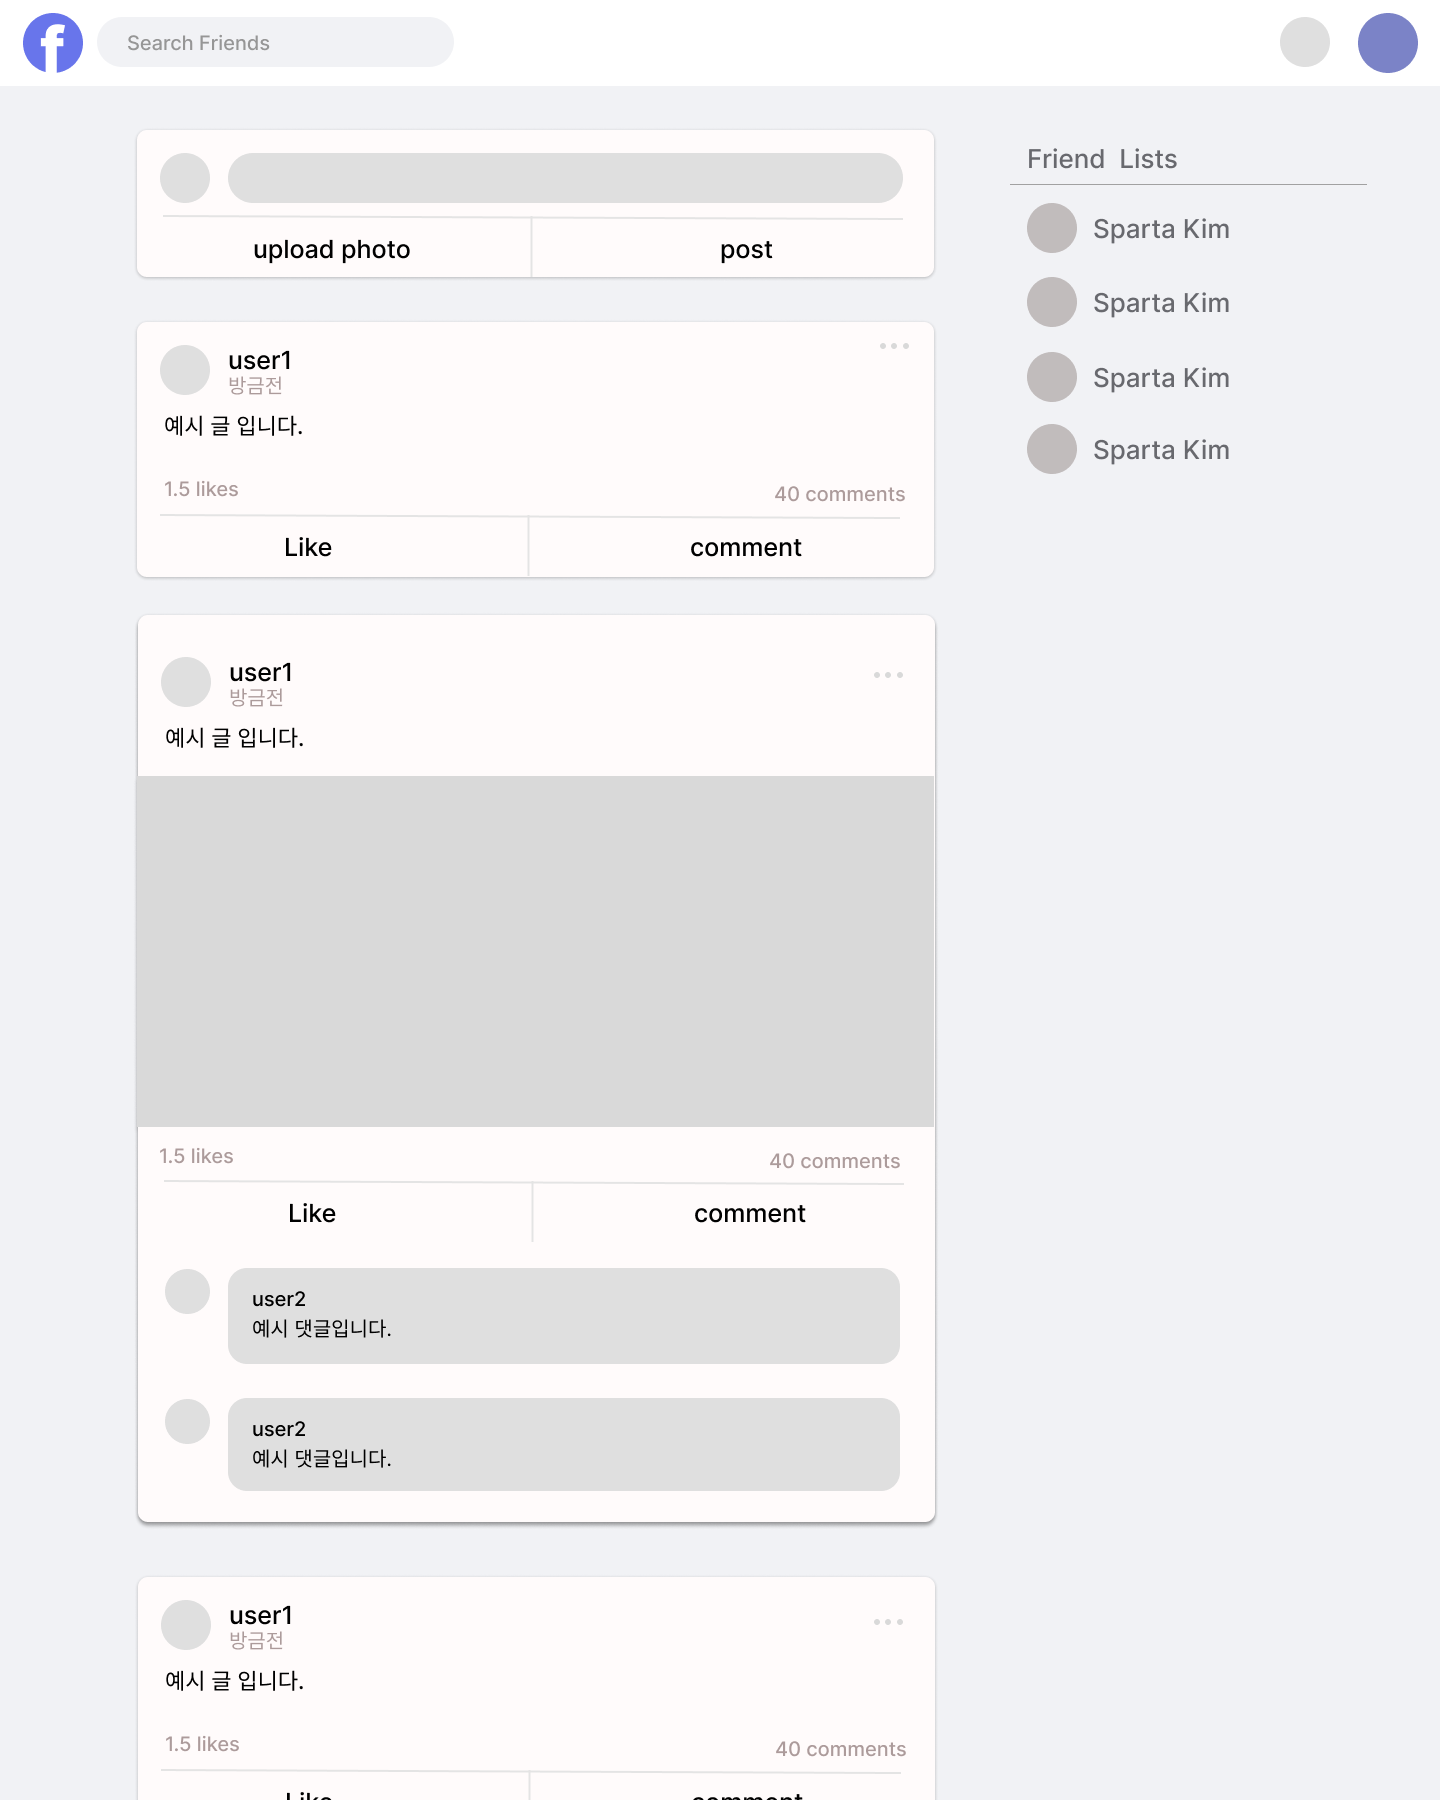 f
Search Friends
upload photo
post
user1
방금전
예시 글 입니다.
1.5 likes
40 comments
Like
comment
user1
방금전
예시 글 입니다.
1.5 likes
40 comments
Like
comment
user2
예시 댓글입니다.
user2
예시 댓글입니다.
user1
방금전
예시 글 입니다.
1.5 likes
40 comments
Like
comment
Friend Lists
Sparta Kim
Sparta Kim
Sparta Kim
Sparta Kim